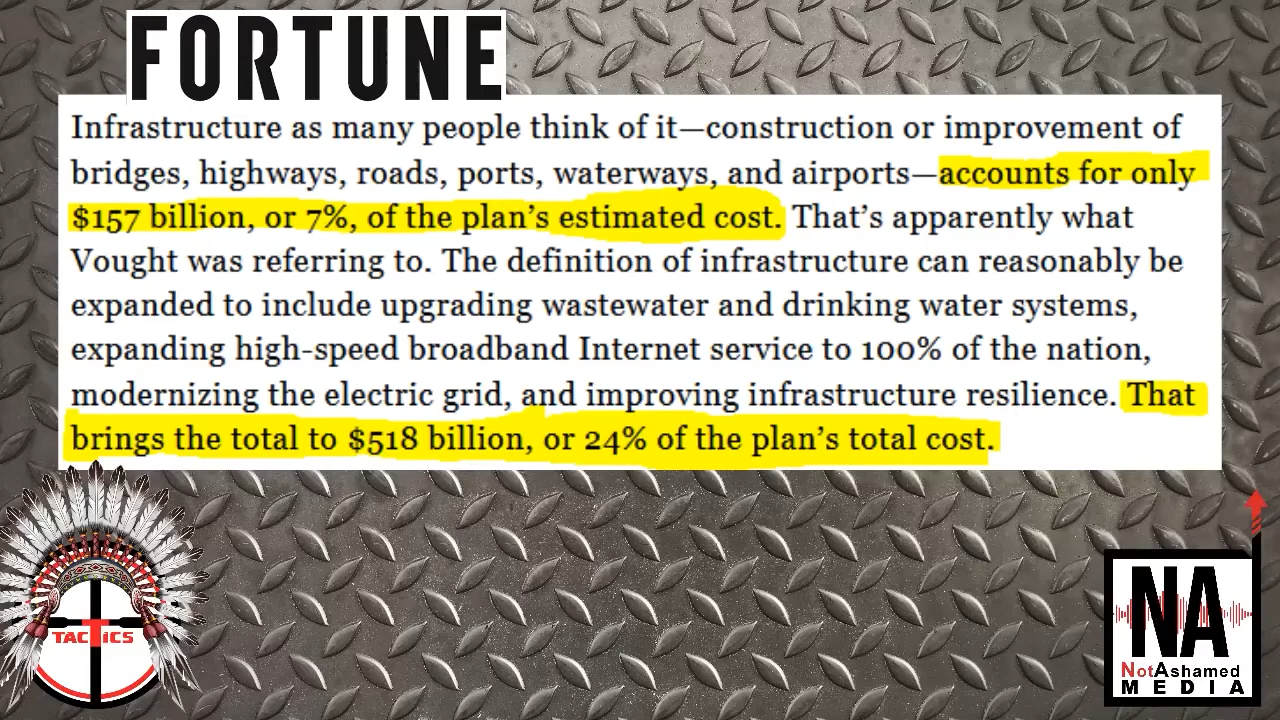 FORTUNE
Infrastructure as many people think of it—construction or improvement of
bridges, highways, roads, ports, waterways, and airports—accounts for only
$157 billion, or 7%, of the plan’s estimated cost. That’s apparently what
Vought was referring to. The definition of infrastructure can reasonably be
expanded to include upgrading wastewater and drinking water systems,
expanding high-speed broadband Internet service to 100% of the nation,
modernizing the electric grid, and improving infrastructure resilience. That
brings the total to $518 billion, or 24% of the plan’s total cost.
TACTICS
NA
NotAshamed
MEDIA